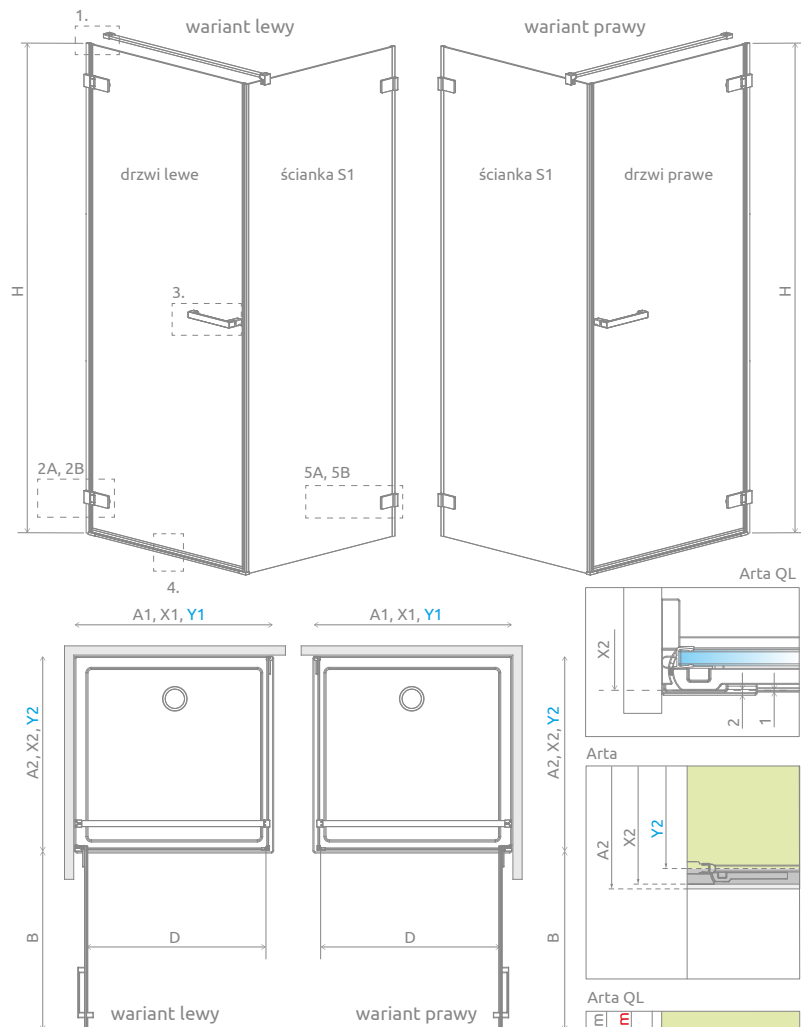 1.
wariant lewy
wariant prawy
drzwi lewe
ścianka S1
ścianka S1
drzwi prawe
H
H
3.
2A, 2B
5A, 5B
4.
Arta QL
A1, X1, Y1
A1, X1, Y1
X2
2
1
A2, X2, Y2
A2, X2, Y2
Arta
A2
X2
Y2
B
D
D
B
wariant lewy
wariant prawy
Arta QL
m
m